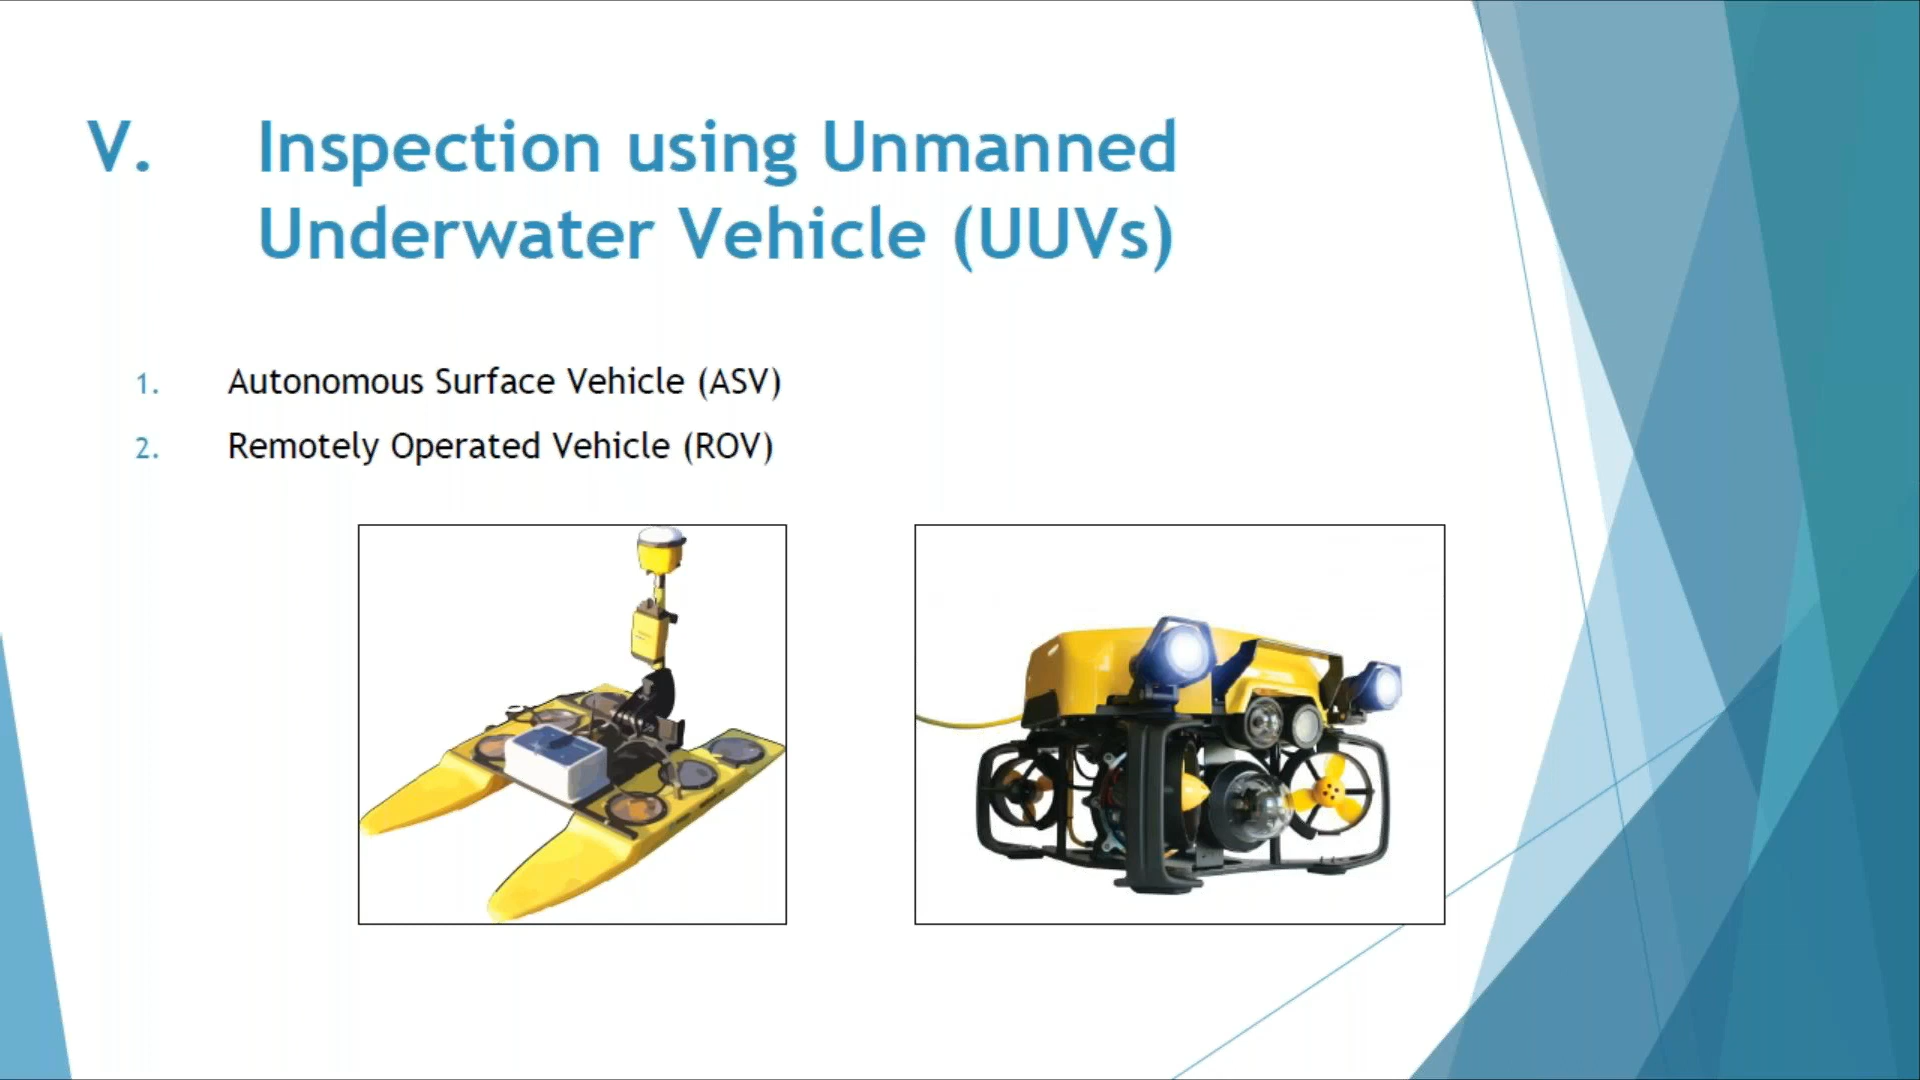 V. Inspection using Unmanned
Underwater Vehicle (UUVs)
1. Autonomous Surface Vehicle (ASV)
2. Remotely Operated Vehicle (ROV)